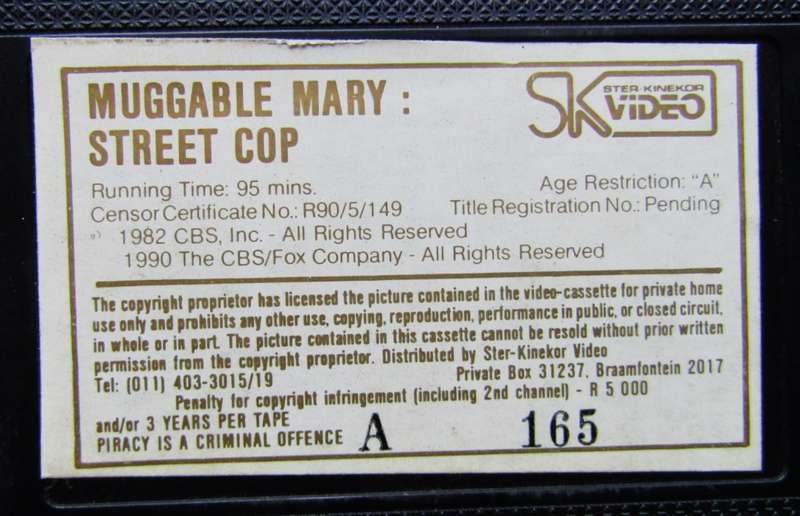 MUGGABLE MARY :
STREET COP
SK STER-KINEKOR
VIDEO
Running Time: 95 mins. Age Restriction: "A"
Censor Certificate No.: R90/5/149 Title Registration No.: Pending
1982 CBS, Inc. - All Rights Reserved
1990 The CBS/Fox Company - All Rights Reserved
The copyright proprietor has licensed the picture contained in the video-cassette for private home
use only and prohibits any other use, copying, reproduction, performance in public, or closed circuit,
in whole or in part. The picture contained in this cassette cannot be resold without prior written
permission from the copyright proprietor. Distributed by Ster-Kinekor Video
Tel: (011) 403-3015/19 Private Box 31237, Braamfontein 2017
Penalty for copyright infringement (including 2nd channel) - R 5 000
and/or 3 YEARS PER TAPE
PIRACY IS A CRIMINAL OFFENCE A 165